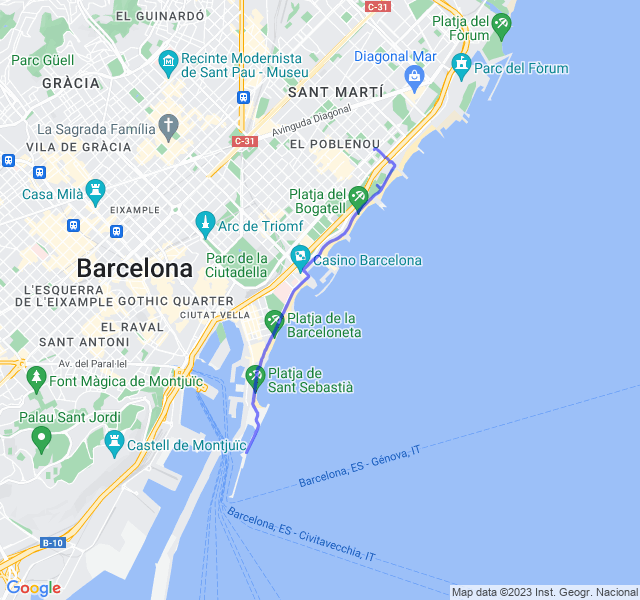 EL GUINARDÓ
C-31
Platja del
Fòrum
Parc Güell
Recinte Modernista
de Sant Pau - Museu
Diagonal Mar
Parc del Fòrum
GRÀCIA
SANT MARTÍ
La Sagrada Família
Avinguda Diagonal
VILA DE GRÀCIA
C-31
EL POBLENOU
Casa Milà
Platja del
Bogatell
EIXAMPLE
Arc de Triomf
Parc de la
Ciutadella
Casino Barcelona
Barcelona
L'ESQUERRA
DE L'EIXAMPLE
GOTHIC QUARTER
CIUTAT VELLA
EL RAVAL
Platja de la
Barceloneta
SANT ANTONI
Av. del Paral·lel
Platja de
Sant Sebastià
Font Màgica de Montjuïc
Palau Sant Jordi
Castell de Montjuïc
Barcelona, ES - Génova, IT
Barcelona, ES - Civitavecchia, IT
B-10
Google
Map data ©2023 Inst. Geogr. Nacional